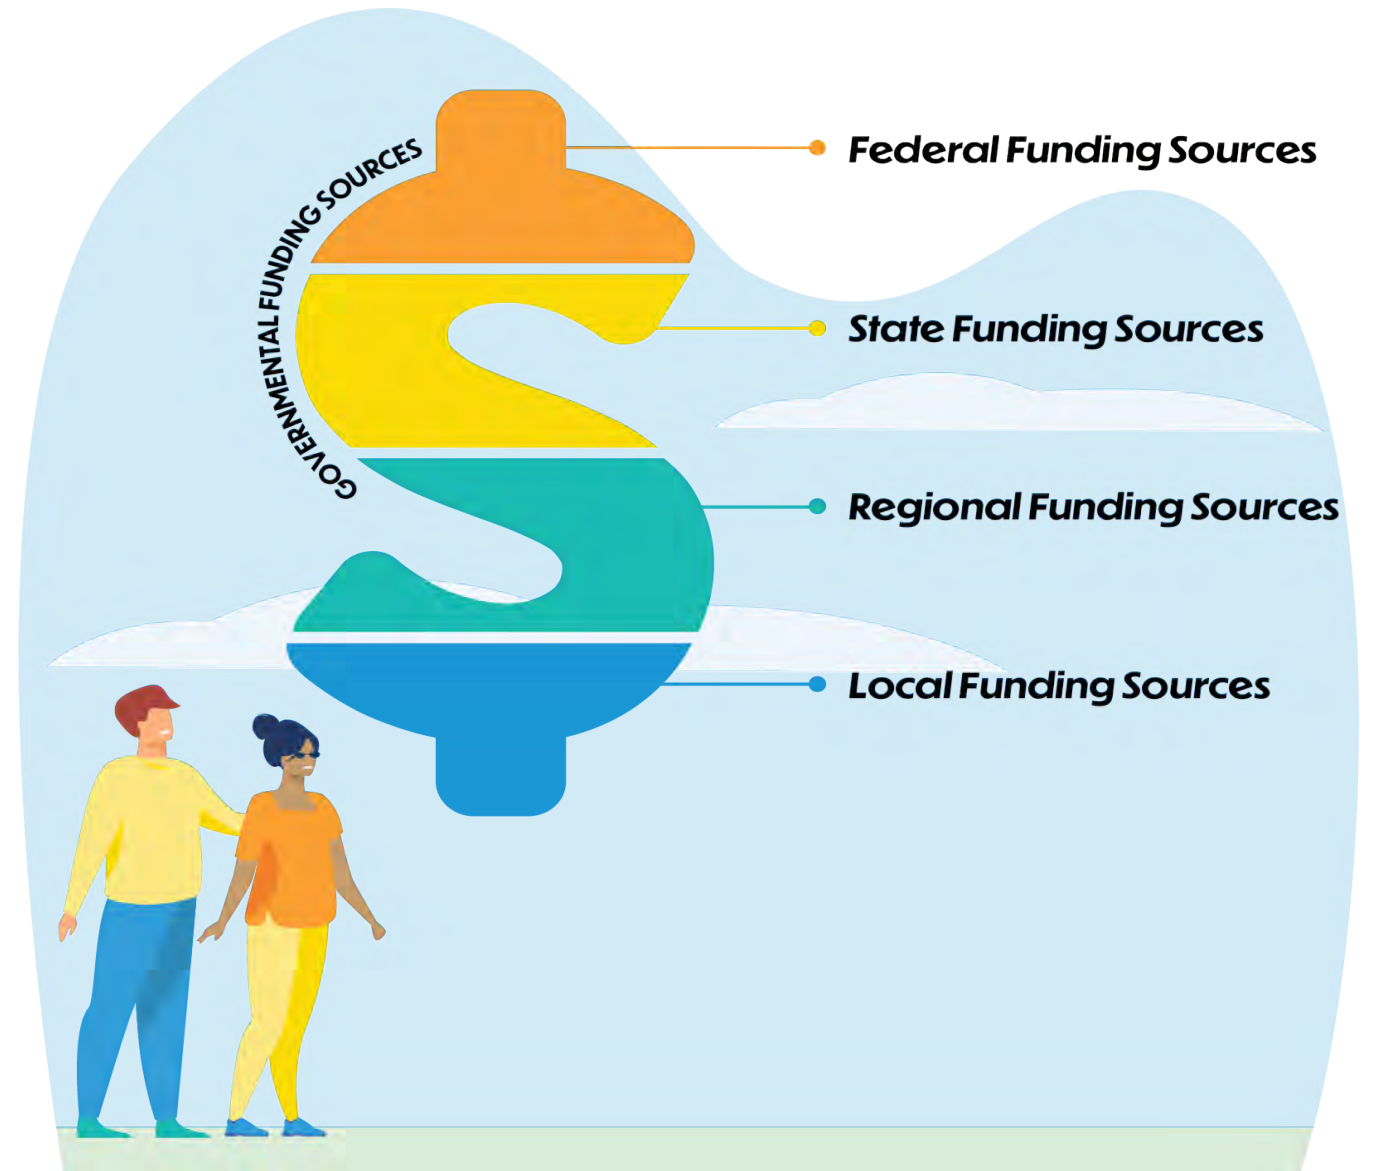 GOVERNMENTAL FUNDING SOURCES
Federal Funding Sources
State Funding Sources
Regional Funding Sources
Local Funding Sources